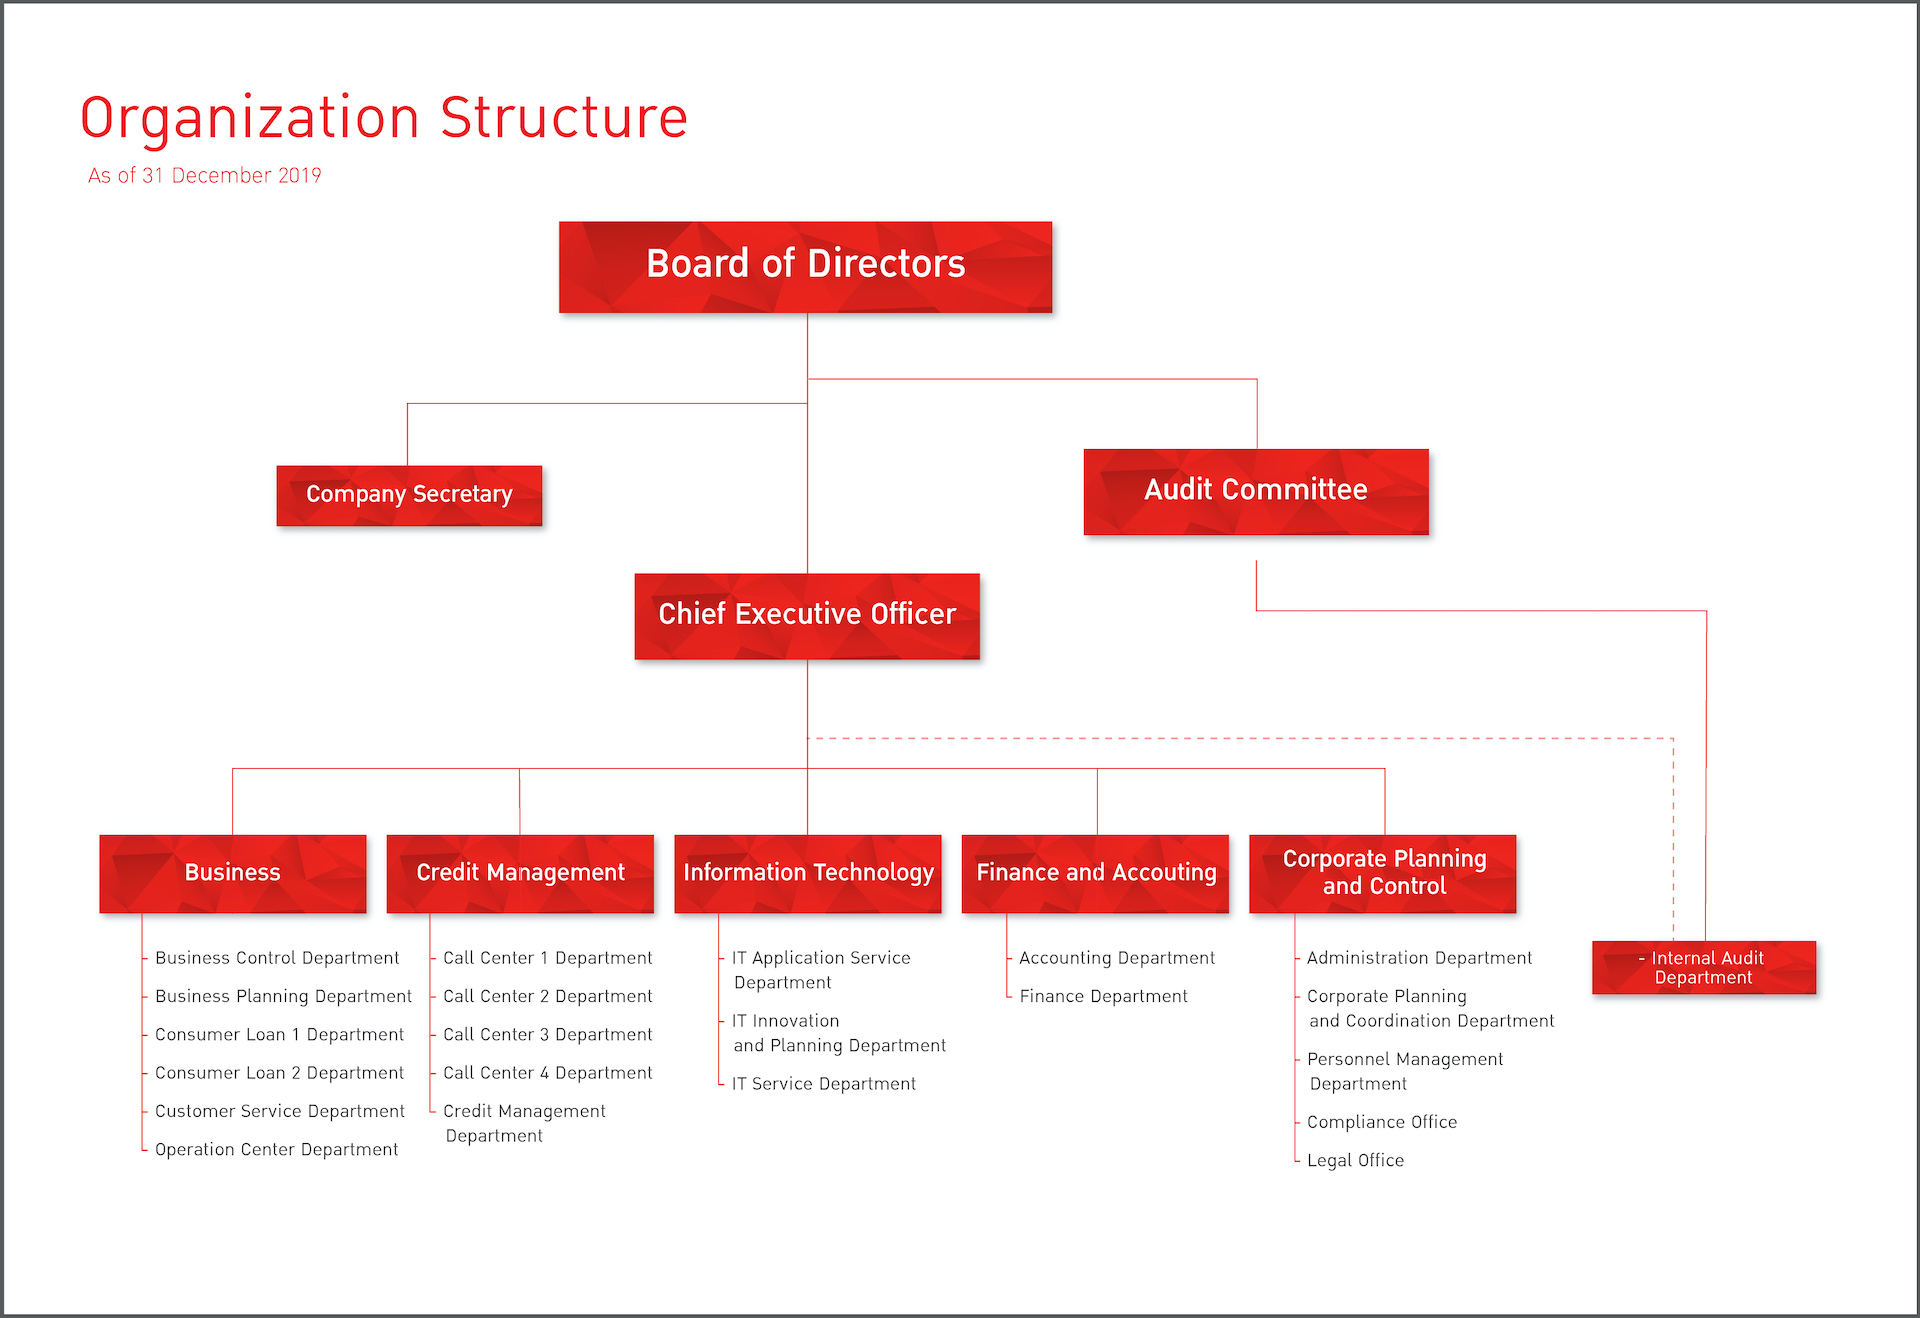 Organization Structure
As of 31 December 2019
Board of Directors
Company Secretary
Audit Committee
Chief Executive Officer
Business
Business Control Department
Business Planning Department
Consumer Loan 1 Department
Consumer Loan 2 Department
Customer Service Department
Operation Center Department
Credit Management
Call Center 1 Department
Call Center 2 Department
Call Center 3 Department
Call Center 4 Department
Credit Management
Department
Information Technology
IT Application Service
Department
IT Innovation
and Planning Department
IT Service Department
Finance and Accouting
Accounting Department
Finance Department
Corporate Planning
and Control
Administration Department
Corporate Planning
and Coordination Department
Personnel Management
Department
Compliance Office
Legal Office
- Internal Audit
Department